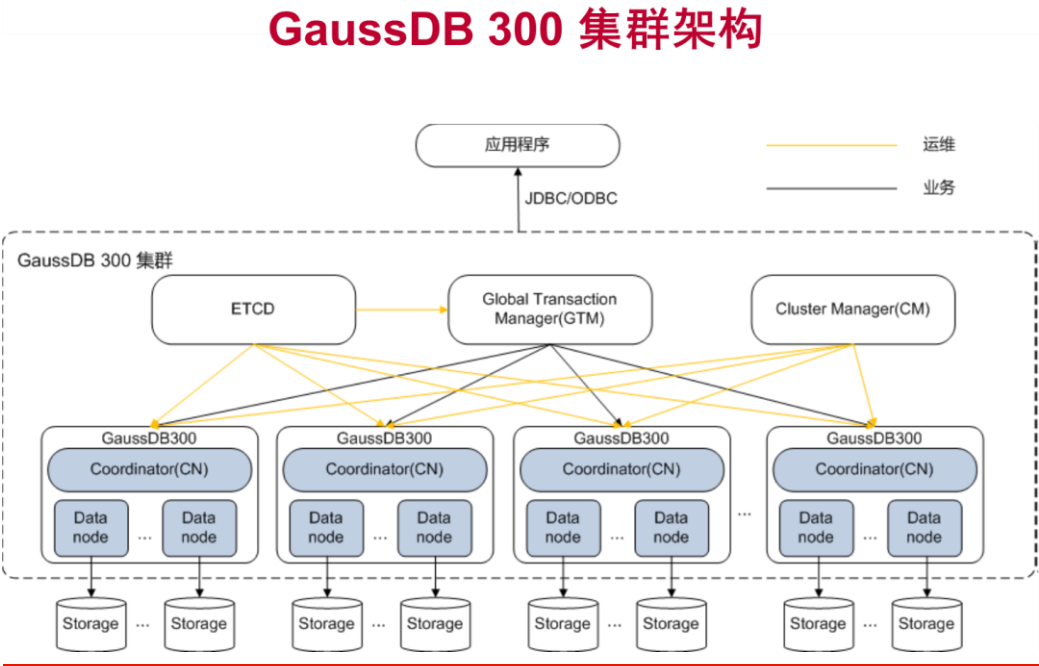 GaussDB 300 集群架构
应用程序
运维
JDBC/ODBC
业务
GaussDB 300 集群
ETCD
Global Transaction
Manager(GTM)
Cluster Manager(CM)
GaussDB300
Coordinator(CN)
Data
node
...
Data
node
GaussDB300
Coordinator(CN)
Data
node
...
Data
node
GaussDB300
Coordinator(CN)
Data
node
...
Data
node
...
GaussDB300
Coordinator(CN)
Data
node
...
Data
node
Storage
...
Storage
Storage
...
Storage
Storage
...
Storage
Storage
...
Storage